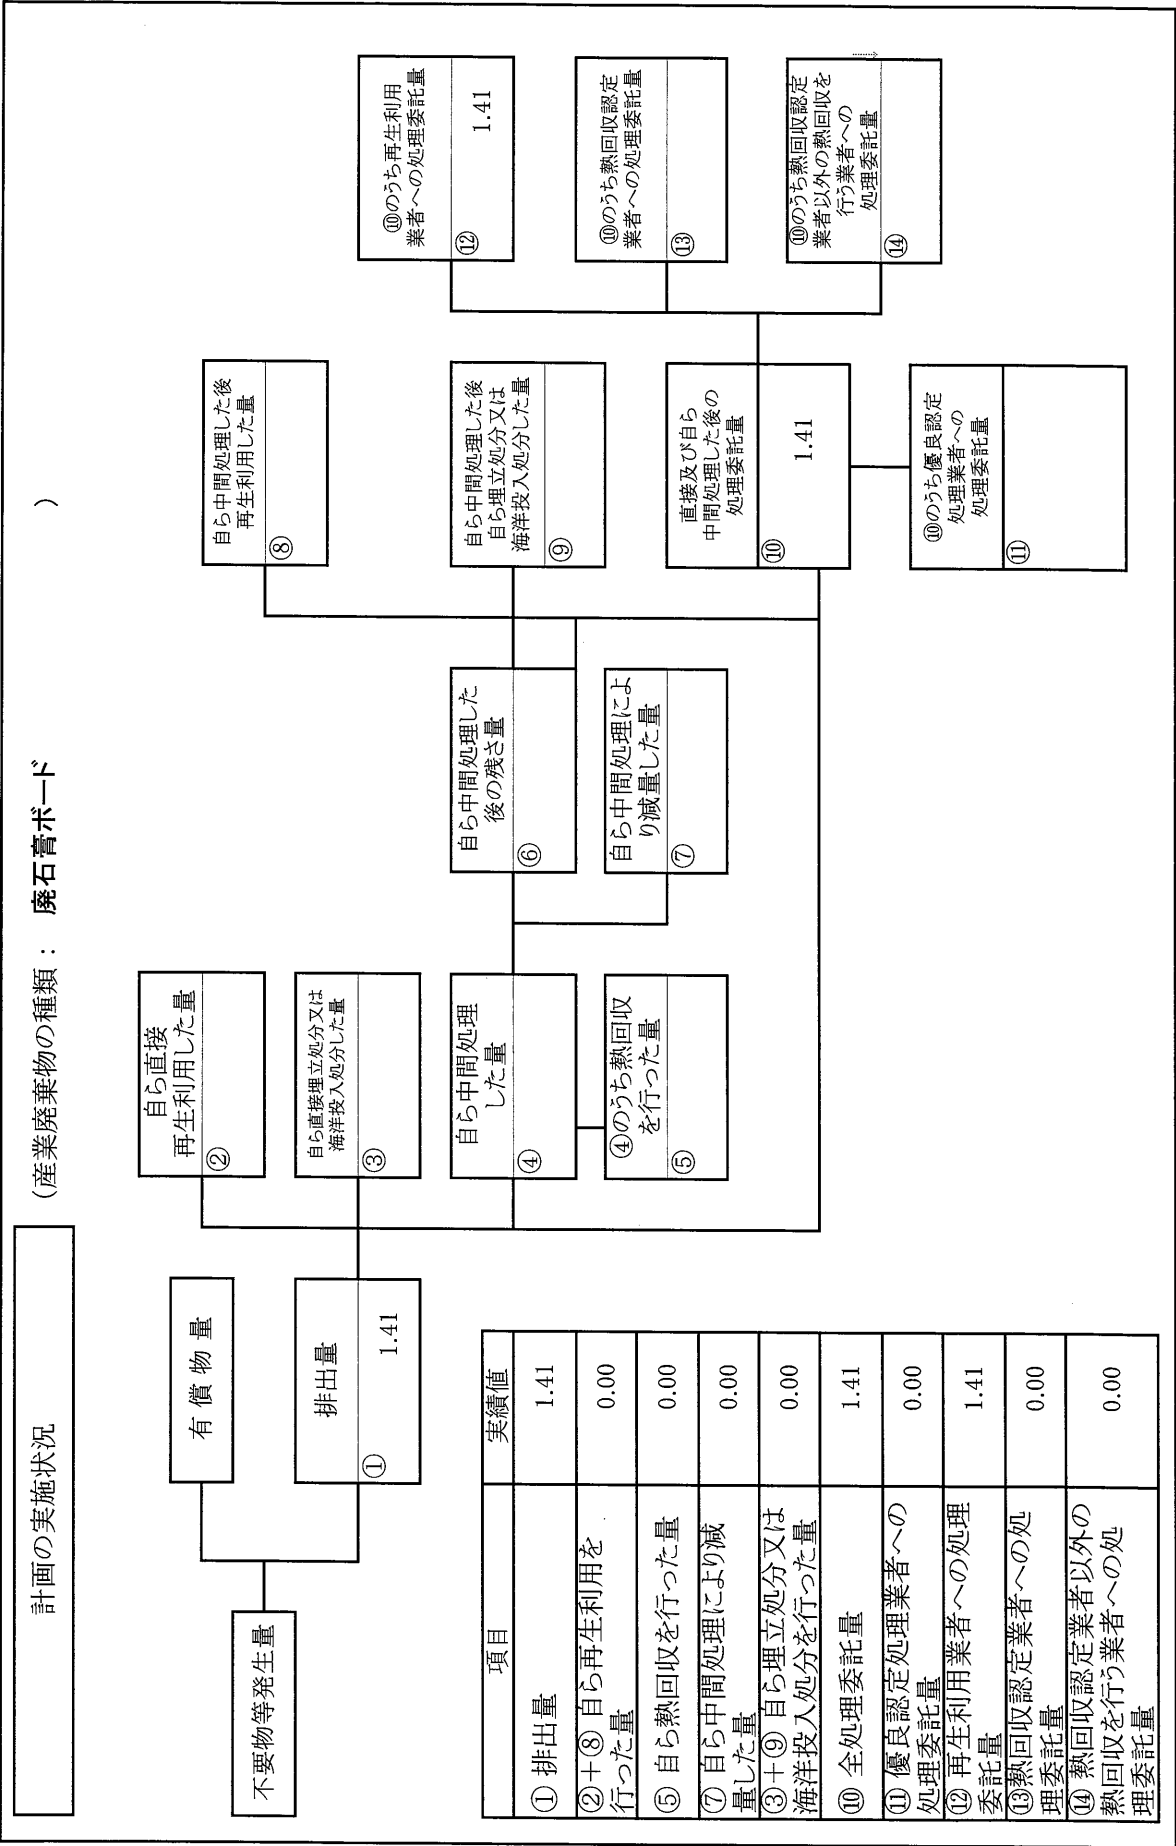 計画の実施状況
（産業廃棄物の種類： 廃石膏ボード ）
不要物等発生量
有償物量
排出量
① 1.41
自ら直接
再生利用した量
②
自ら直接埋立処分又は
海洋投入処分した量
③
自ら中間処理
した量
④
④のうち熱回収
を行った量
⑤
自ら中間処理した
後の残さ量
⑥
自ら中間処理によ
り減量した量
⑦
自ら中間処理した後
再生利用した量
⑧
自ら中間処理した後
自ら埋立処分又は
海洋投入処分した量
⑨
直接及び自ら
中間処理した後の
処理委託量
⑩ 1.41
⑩のうち優良認定
処理業者への
処理委託量
⑪
⑩のうち再生利用
業者への処理委託量
⑫ 1.41
⑩のうち熱回収認定
業者への処理委託量
⑬
⑩のうち熱回収認定
業者以外の熱回収を
行う業者への
処理委託量
⑭
項目 実績値
① 排出量 1.41
②＋⑧ 自ら再生利用を
行った量 0.00
⑤ 自ら熱回収を行った量 0.00
⑦ 自ら中間処理により減
量した量 0.00
③＋⑨ 自ら埋立処分又は
海洋投入処分を行った量 0.00
⑩ 全処理委託量 1.41
⑪ 優良認定処理業者への
処理委託量 0.00
⑫ 再生利用業者への処理
委託量 1.41
⑬熱回収認定業者への処
理委託量 0.00
⑭ 熱回収認定業者以外の
熱回収を行う業者への処
理委託量 0.00